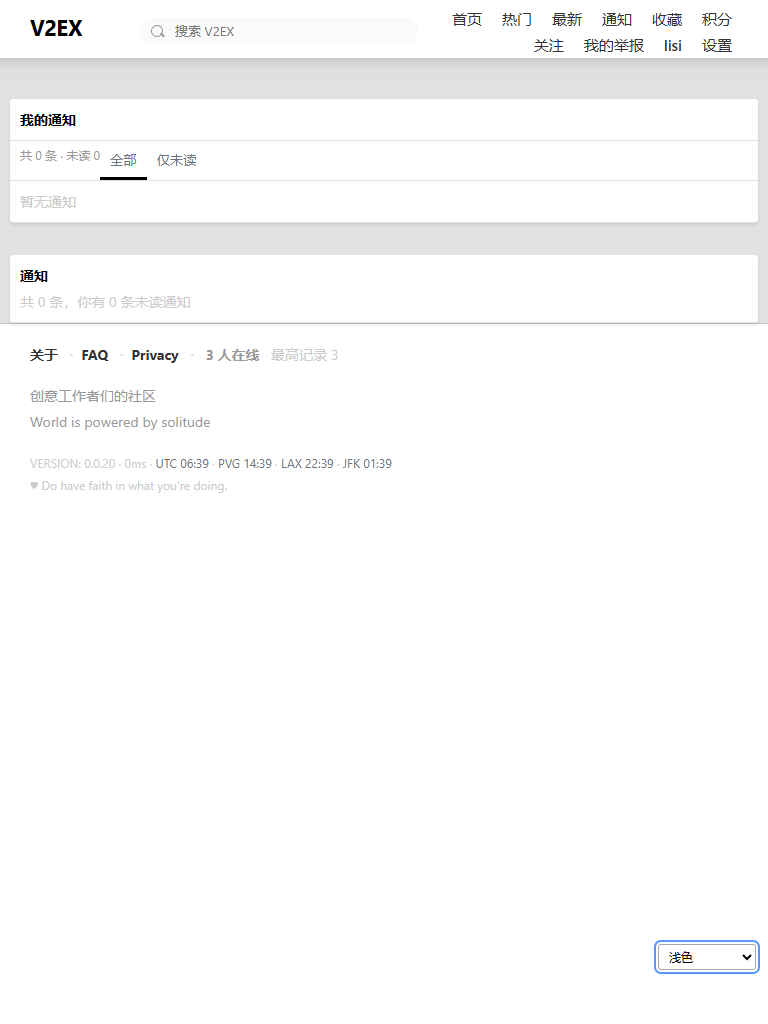 V2EX
搜索 V2EX
首页 热门 最新 通知 收藏 积分
关注 我的举报 lisi 设置
我的通知
共 0 条 · 未读 0 全部 仅未读
暂无通知
通知
共 0 条，你有 0 条未读通知
关于 · FAQ · Privacy · 3 人在线 最高记录 3
创意工作者们的社区
World is powered by solitude
VERSION: 0.0.20 · 0ms · UTC 06:39 · PVG 14:39 · LAX 22:39 · JFK 01:39
♥ Do have faith in what you're doing.
浅色